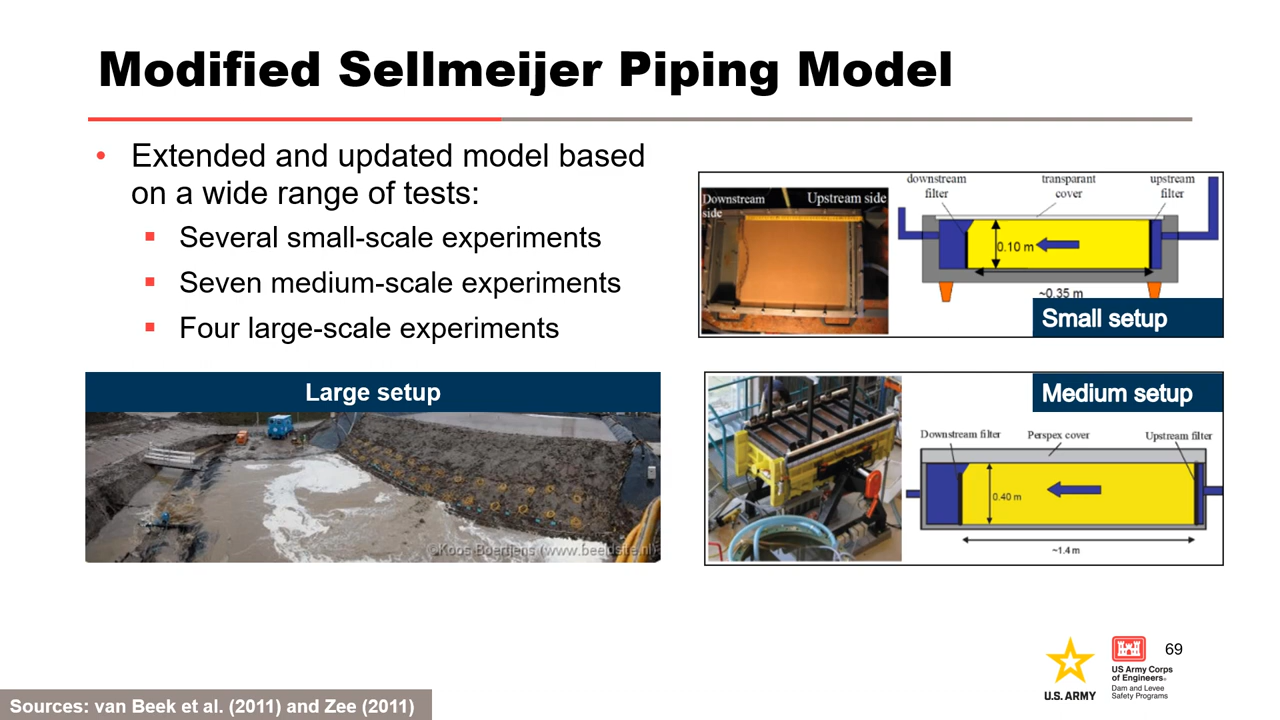 Modified Sellmeijer Piping Model
• Extended and updated model based
on a wide range of tests:
▪ Several small-scale experiments
▪ Seven medium-scale experiments
▪ Four large-scale experiments
Downstream
side
Upstream side
downstream
filter
transparant
cover
upstream
filter
0.10 m
~0.35 m
Small setup
Large setup
©Koos Boertjens (www.beeldsite.nl)
Medium setup
Downstream filter
Perspex cover
Upstream filter
0.40 m
~1.4 m
U.S. ARMY
US Army Corps
of Engineers®
Dam and Levee
Safety Programs
69
Sources: van Beek et al. (2011) and Zee (2011)